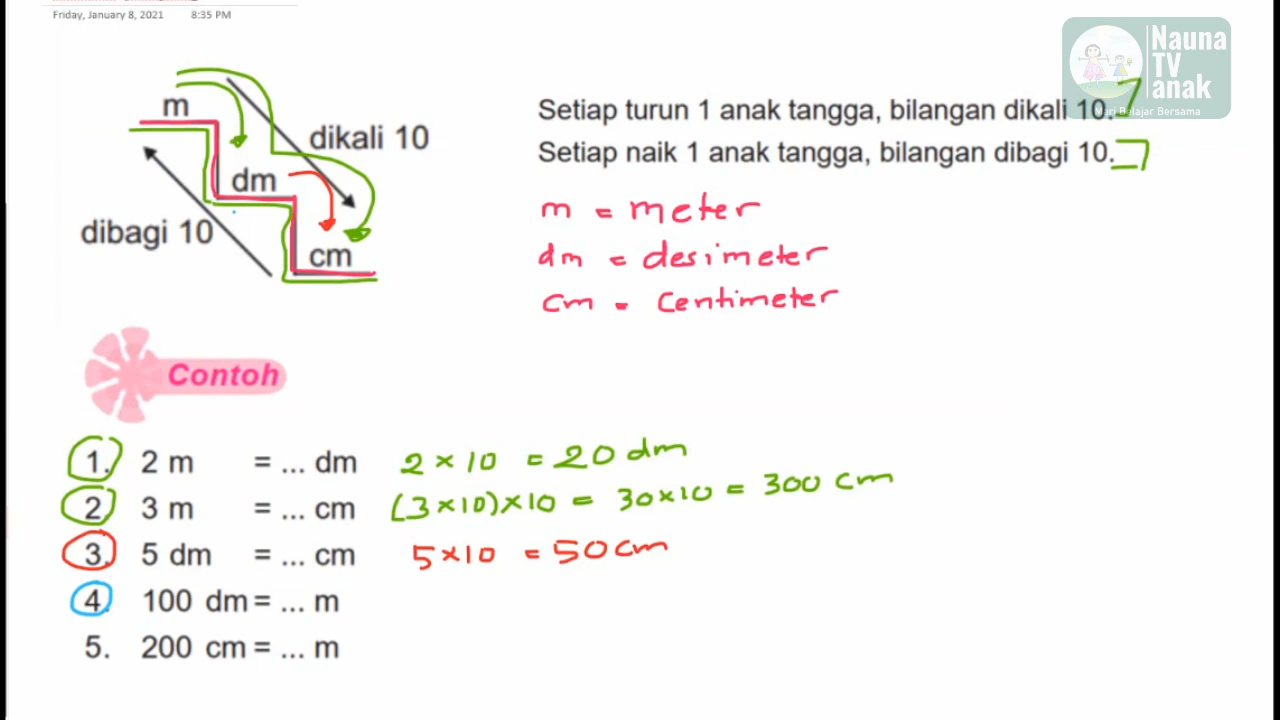 Friday, January 8, 2021 8:35 PM
Nauna
TV
anak
Mari Belajar Bersama
m
dikali 10
dm
dibagi 10
cm
Setiap turun 1 anak tangga, bilangan dikali 10.
Setiap naik 1 anak tangga, bilangan dibagi 10.
m = meter
dm = desimeter
cm = centimeter
Contoh
1. 2 m = ... dm 2 × 10 = 20 dm
2. 3 m = ... cm (3 × 10) × 10 = 30 × 10 = 300 cm
3. 5 dm = ... cm 5 × 10 = 50 cm
4. 100 dm = ... m
5. 200 cm = ... m